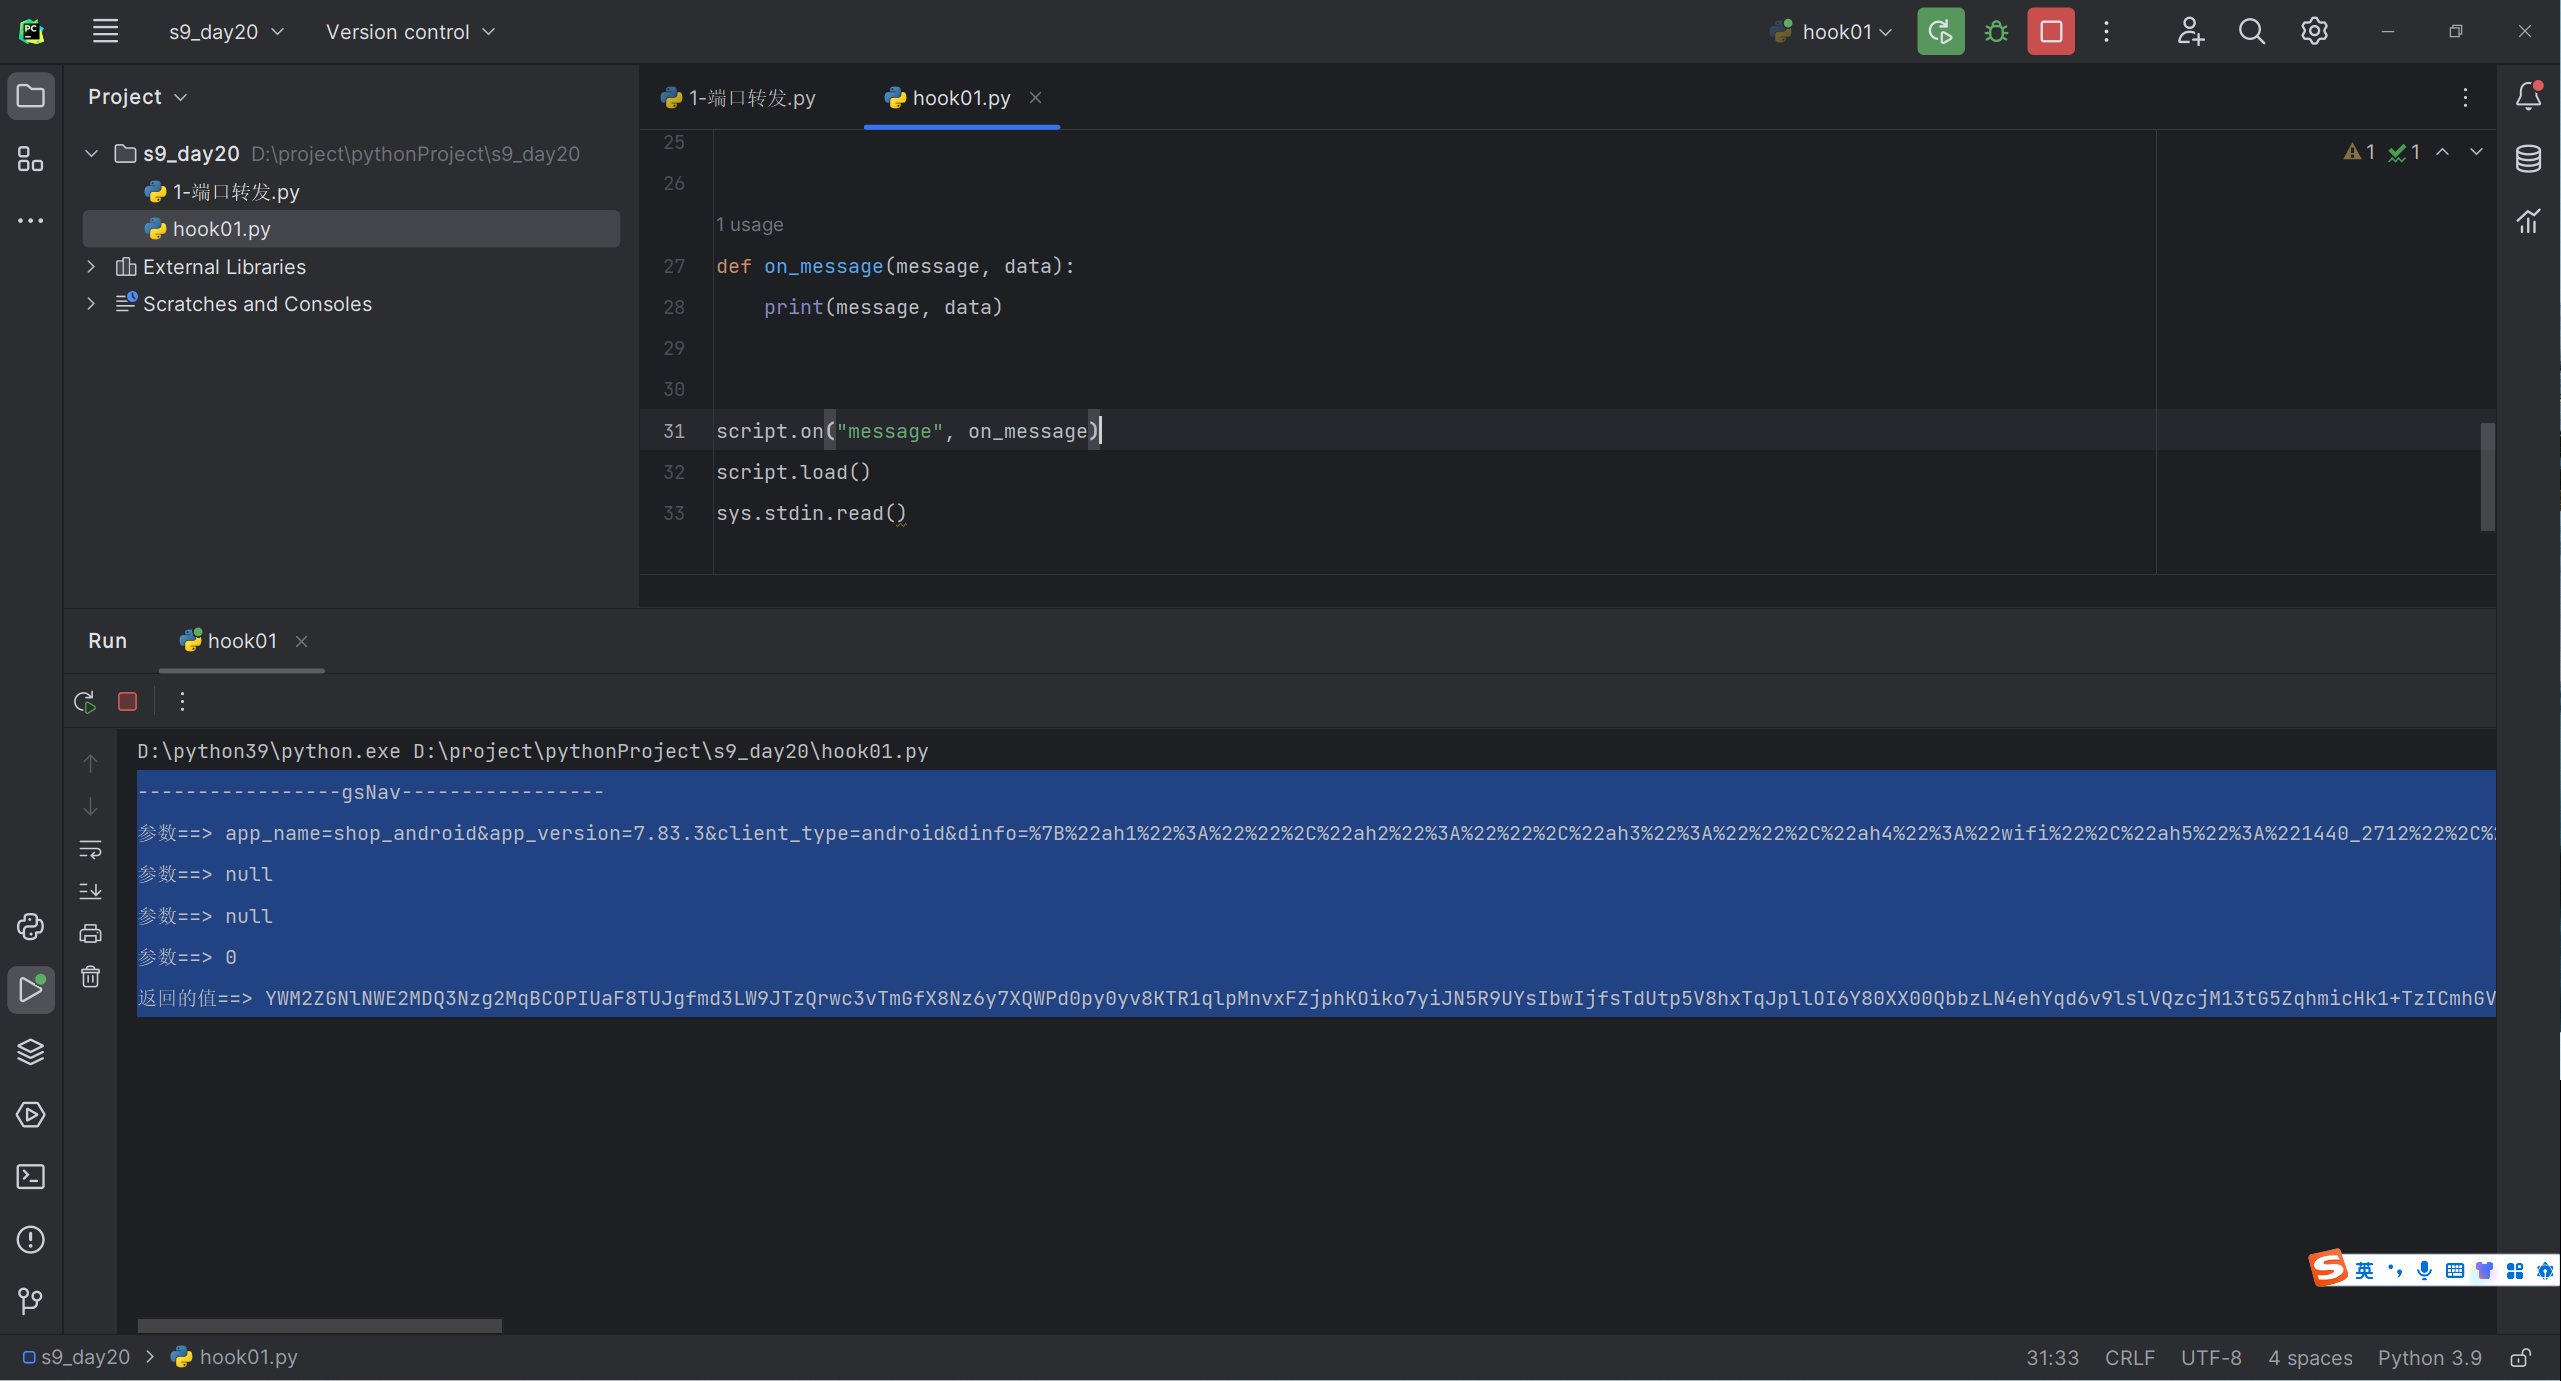 s9_day20
Version control
hook01
Project
1-端口转发.py
hook01.py
s9_day20 D:\project\pythonProject\s9_day20
1-端口转发.py
hook01.py
External Libraries
Scratches and Consoles
1 1
25
26
1 usage
27 def on_message(message, data):
28 print(message, data)
29
30
31 script.on("message", on_message)
32 script.load()
33 sys.stdin.read()
Run hook01
D:\python39\python.exe D:\project\pythonProject\s9_day20\hook01.py
-----------------gsNav-----------------
参数==> app_name=shop_android&app_version=7.83.3&client_type=android&dinfo=%7B%22ah1%22%3A%22%22%2C%22ah2%22%3A%22%22%2C%22ah3%22%3A%22%22%2C%22ah4%22%3A%22wifi%22%2C%22ah5%22%3A%221440_2712%22%2C%
参数==> null
参数==> null
参数==> 0
返回的值==> YWM2ZGNlNWE2MDQ3Nzg2MqBCOPIUaF8TUJgfmd3LW9JTzQrwc3vTmGfX8Nz6y7XQWPd0py0yv8KTR1qlpMnvxFZjphKOiko7yiJN5R9UYsIbwIjfsTdUtp5V8hxTqJpllOI6Y80XX00QbbzLN4ehYqd6v9lslVQzcjM13tG5ZqhmicHk1+TzICmhGV
英
s9_day20 > hook01.py
31:33 CRLF UTF-8 4 spaces Python 3.9